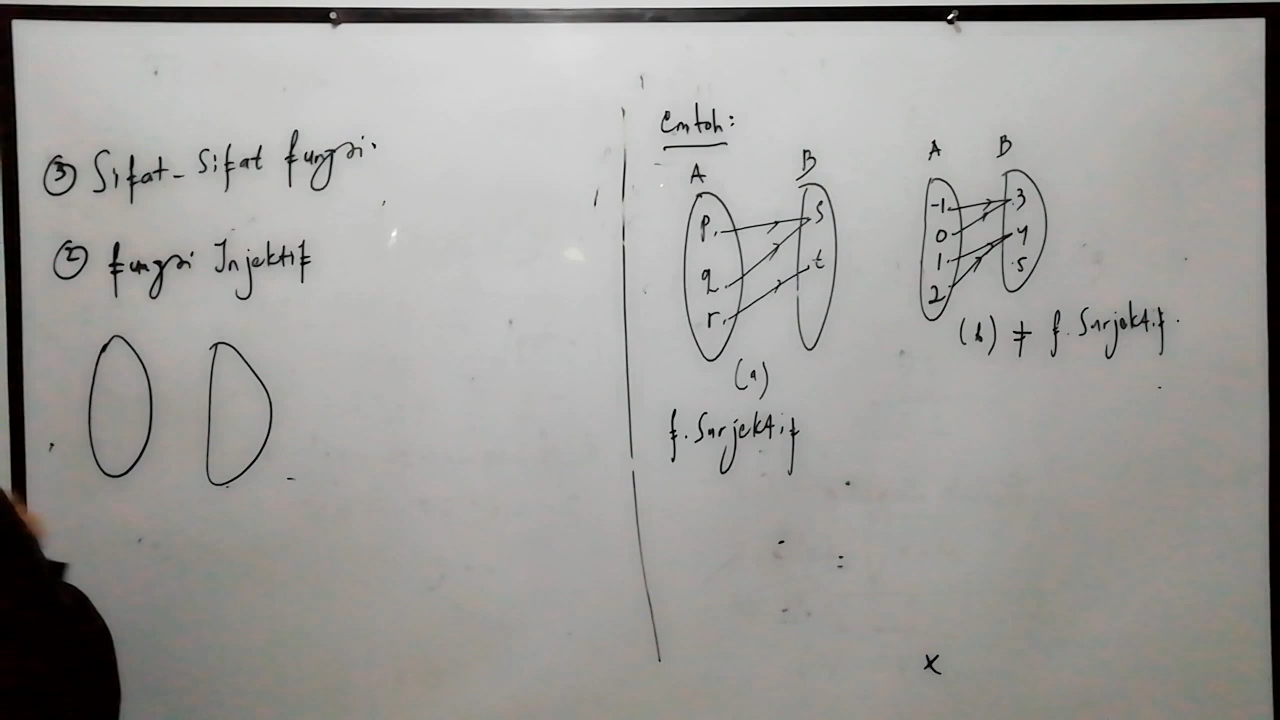 ③ Sifat-Sifat fungsi.
② fungsi Injektif
Contoh:
A B
p. s
q t
r.
(a)
f. Surjektif
A B
-1 .3
0 4
1 .5
2
(b) ≠ f. Surjektif.
x